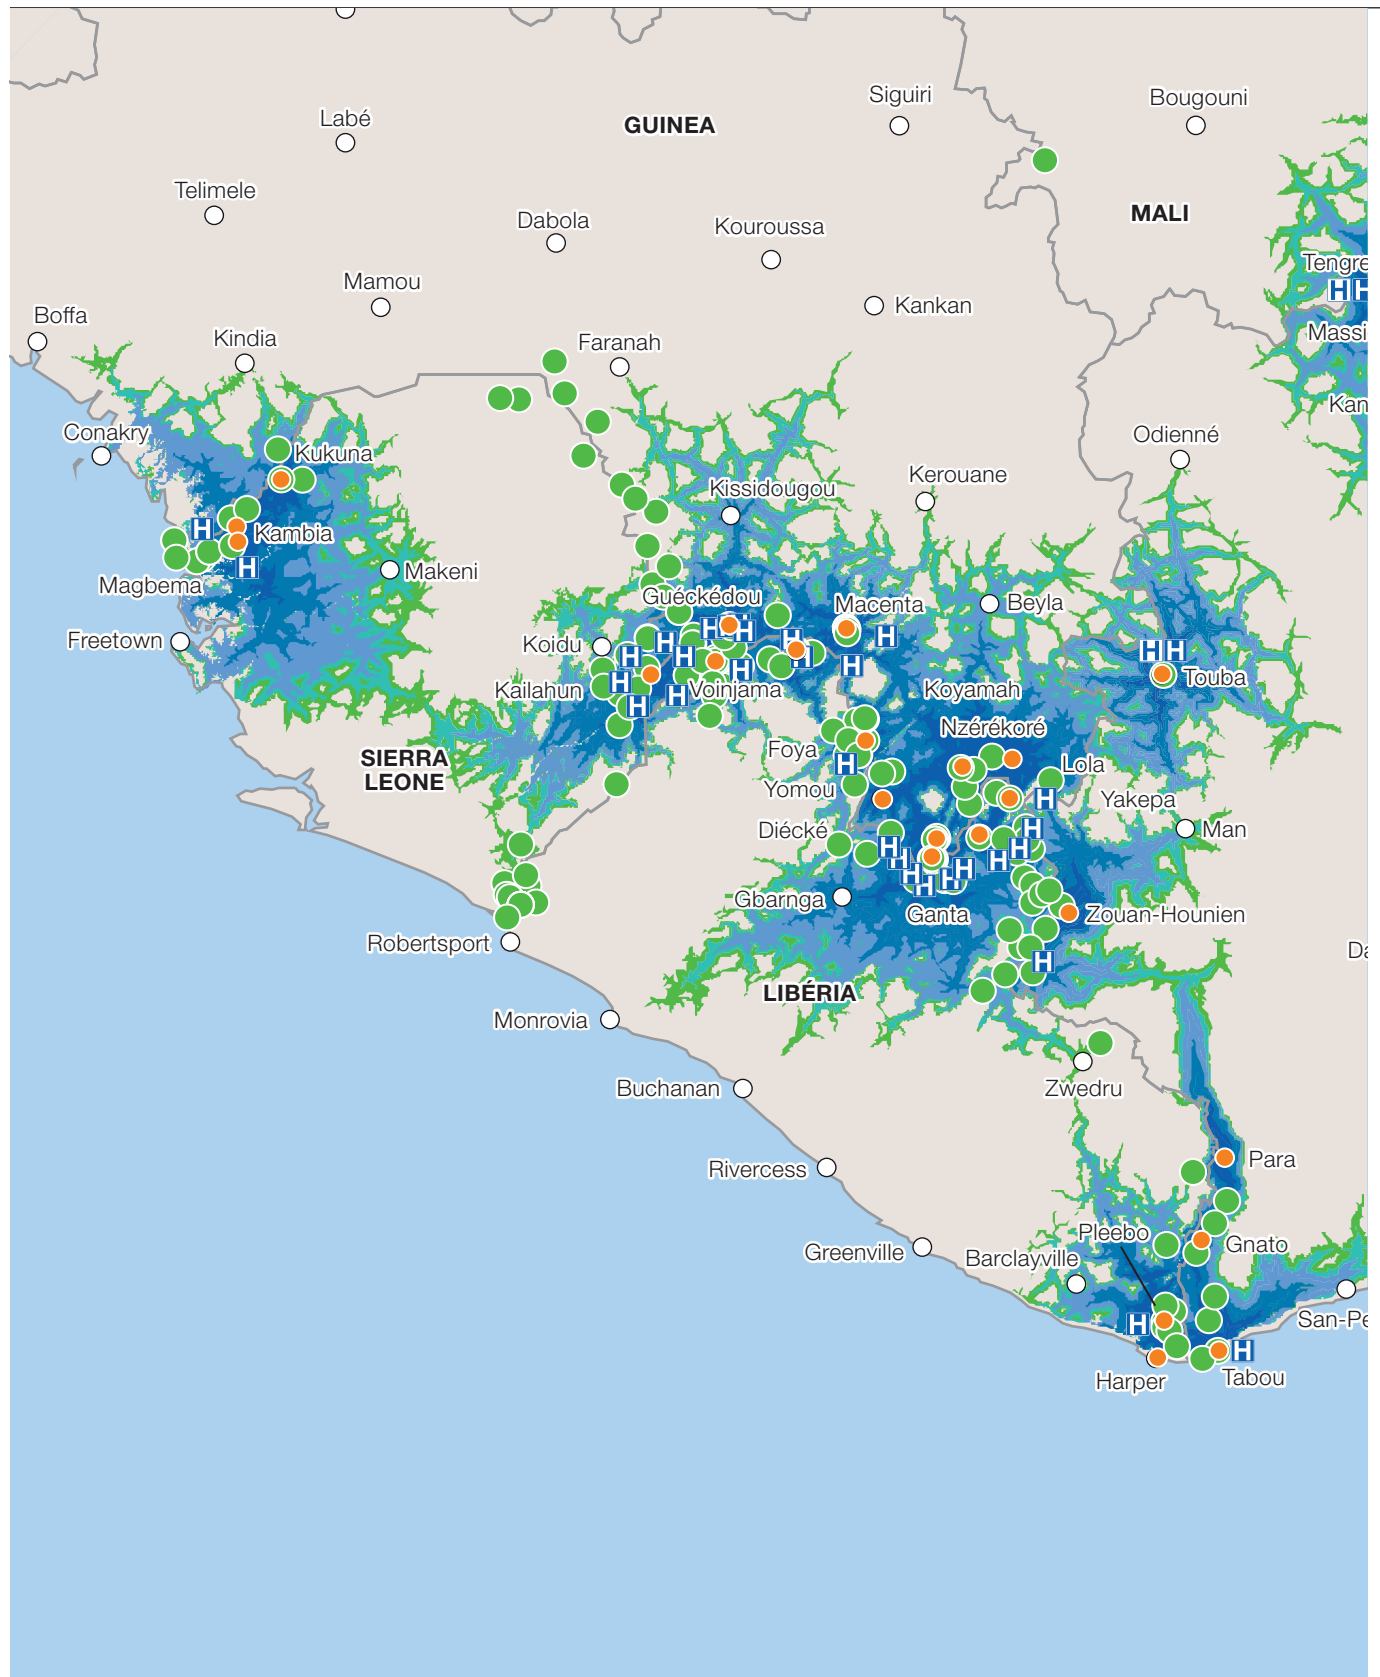 Siguiri
Bougouni
Labé
GUINEA
Telimele
MALI
Dabola
Kouroussa
Tengre
Mamou
H H
Kankan
Boffa
Massi
Kindia
Faranah
Kan
Conakry
Odienné
Kukuna
Kerouane
Kissidougou
H
Kambia
H
Makeni
Magbema
Guéckédou
Beyla
Macenta
Freetown
H H
H
H
H
Koidu
H H
H H
H
H
H
Touba
H
Kailahun
H
H
Voinjama
Koyamah
H
Nzérékoré
Foya
SIERRA
LEONE
H
Lola
Yomou
H
Yakepa
Diécké
H
Man
H
H
H
H
H
H
H
H
Gbarnga
Ganta
Zouan-Hounien
Robertsport
Da
H
LIBÉRIA
Monrovia
Buchanan
Zwedru
Para
Rivercess
Pleebo
Greenville
Gnato
Barclayville
H
San-Pe
H
Harper
Tabou